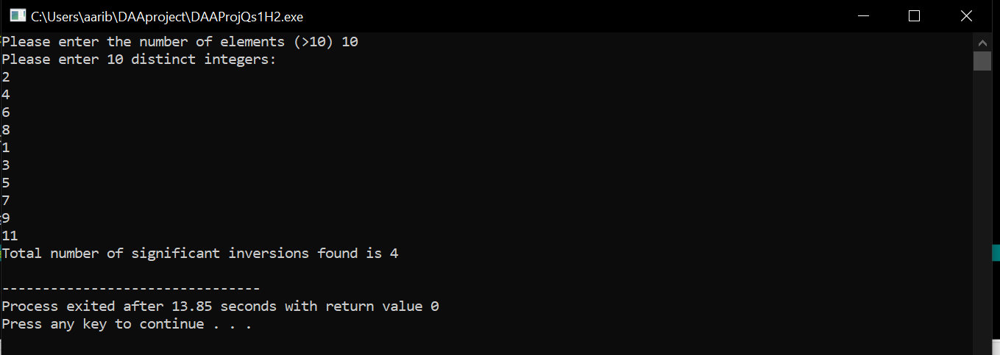 C:\Users\aarib\DAAproject\DAAProjQs1H2.exe
Please enter the number of elements (>10) 10
Please enter 10 distinct integers:
2
4
6
8
1
3
5
7
9
11
Total number of significant inversions found is 4
--------------------------------
Process exited after 13.85 seconds with return value 0
Press any key to continue . . .